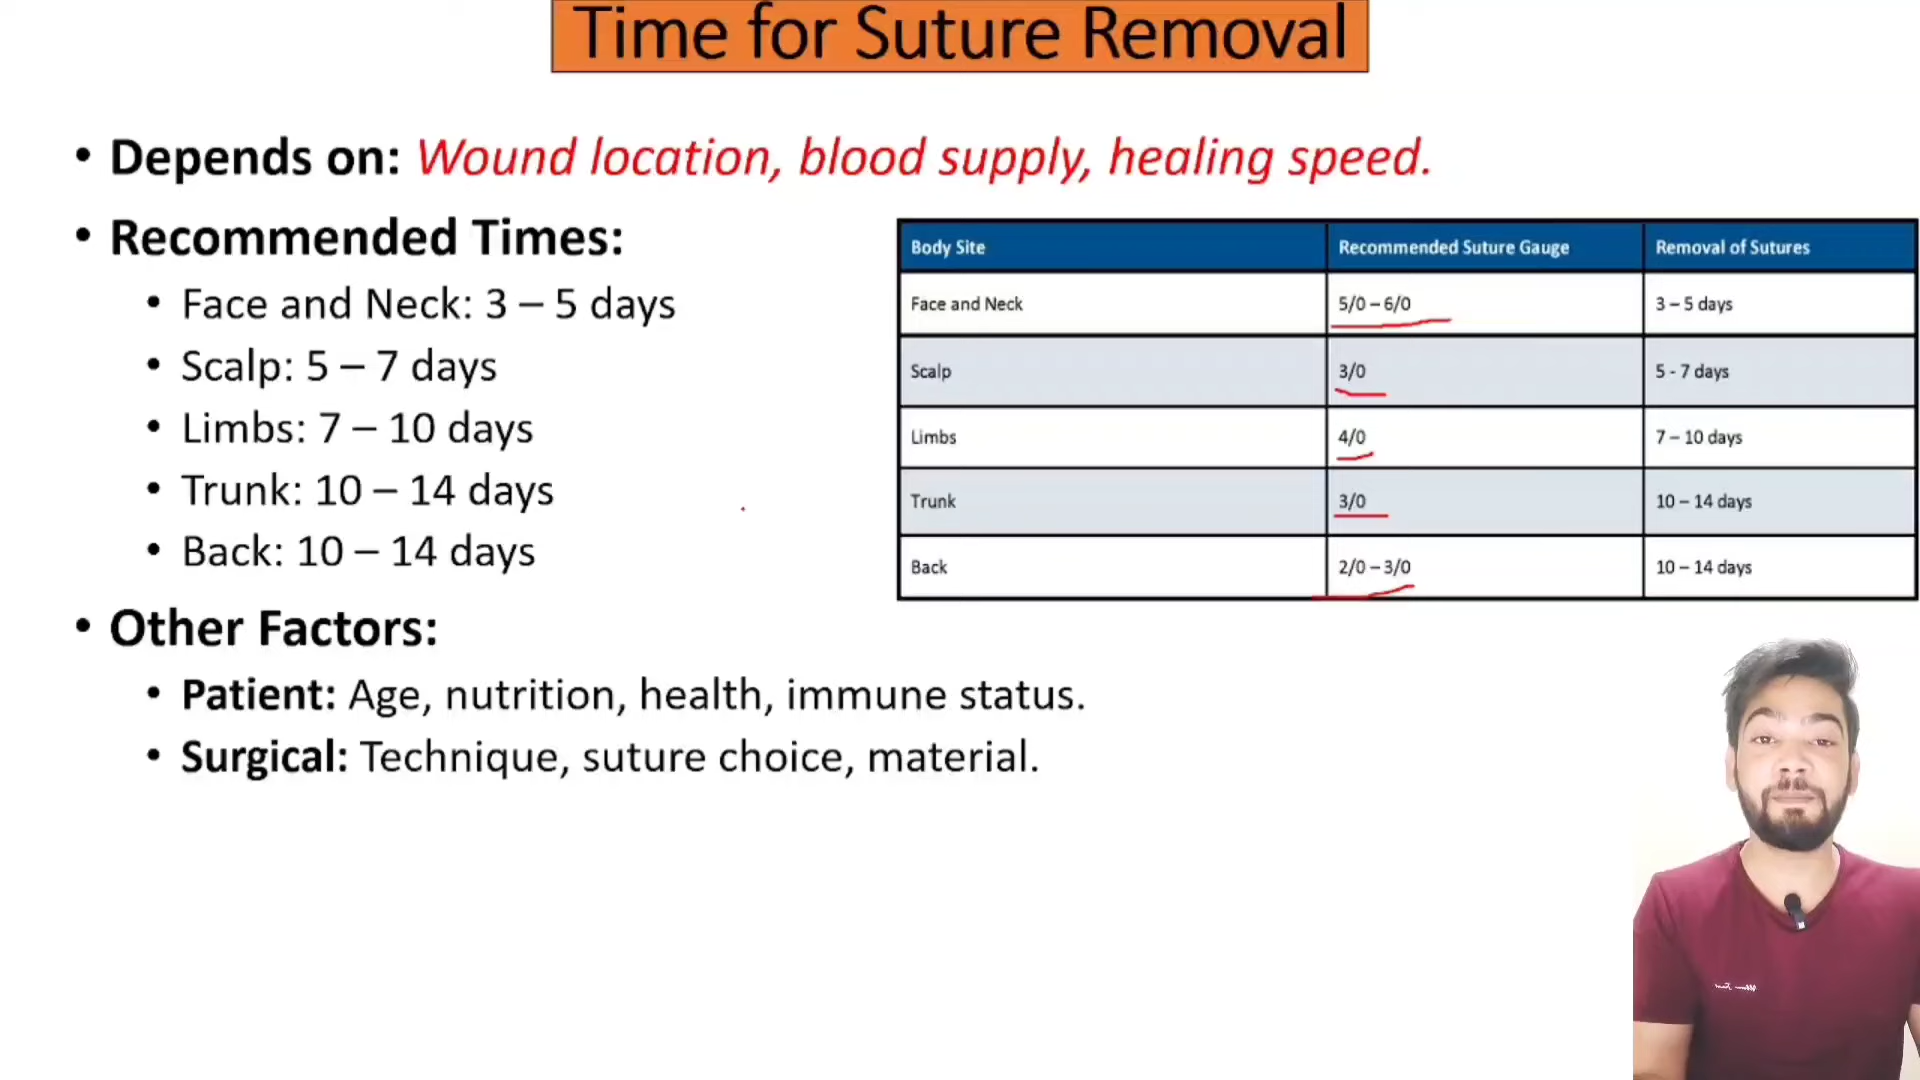 Time for Suture Removal
• Depends on: Wound location, blood supply, healing speed.
• Recommended Times:
• Face and Neck: 3 – 5 days
• Scalp: 5 – 7 days
• Limbs: 7 – 10 days
• Trunk: 10 – 14 days
• Back: 10 – 14 days
Body Site Recommended Suture Gauge Removal of Sutures
Face and Neck 5/0 – 6/0 3 – 5 days
Scalp 3/0 5 - 7 days
Limbs 4/0 7 – 10 days
Trunk 3/0 10 – 14 days
Back 2/0 – 3/0 10 – 14 days
• Other Factors:
• Patient: Age, nutrition, health, immune status.
• Surgical: Technique, suture choice, material.